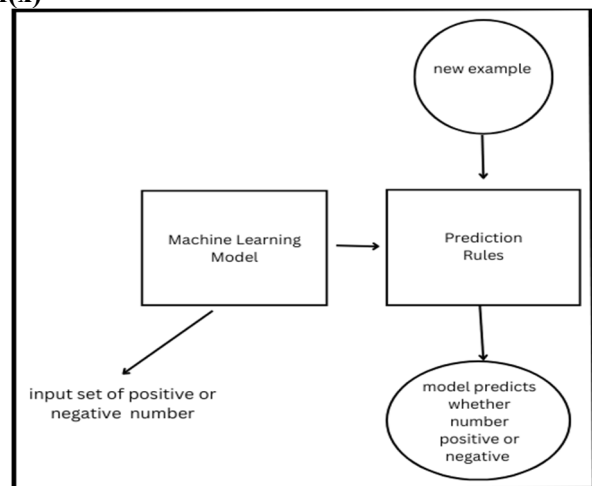 new example
Machine Learning
Model
Prediction
Rules
input set of positive or
negative number
model predicts
whether
number
positive or
negative